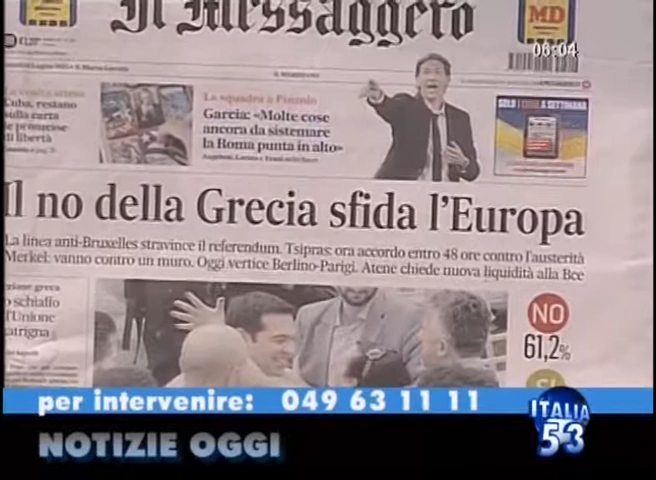 Il Messaggero
MD
06:04
La squadra a Pinzolo
Garcia: «Molte cose
ancora da sistemare
la Roma punta in alto»
Cuba, restano
sulla carta
le promesse
di libertà
Il no della Grecia sfida l'Europa
La linea anti-Bruxelles stravince il referendum. Tsipras: ora accordo entro 48 ore contro l'austerità
Merkel: vanno contro un muro. Oggi vertice Berlino-Parigi. Atene chiede nuova liquidità alla Bce
zione greca
o schiaffo
l'Unione
atrigna
NO
61,2%
per intervenire: 049 63 11 11
NOTIZIE OGGI
ITALIA
53